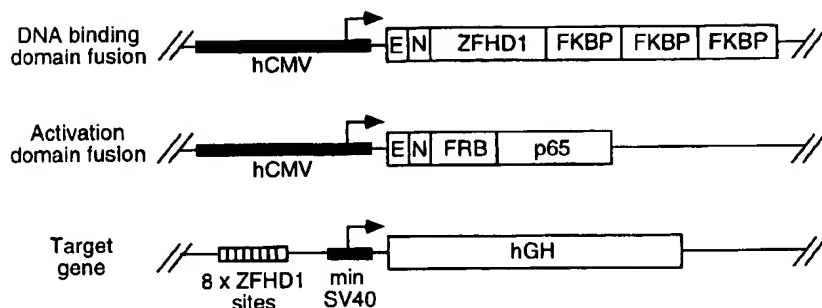 DNA binding
domain fusion
hCMV
E N ZFHD1 FKBP FKBP FKBP
Activation
domain fusion
hCMV
E N FRB p65
Target
gene
8 x ZFHD1
sites
min
SV40
hGH